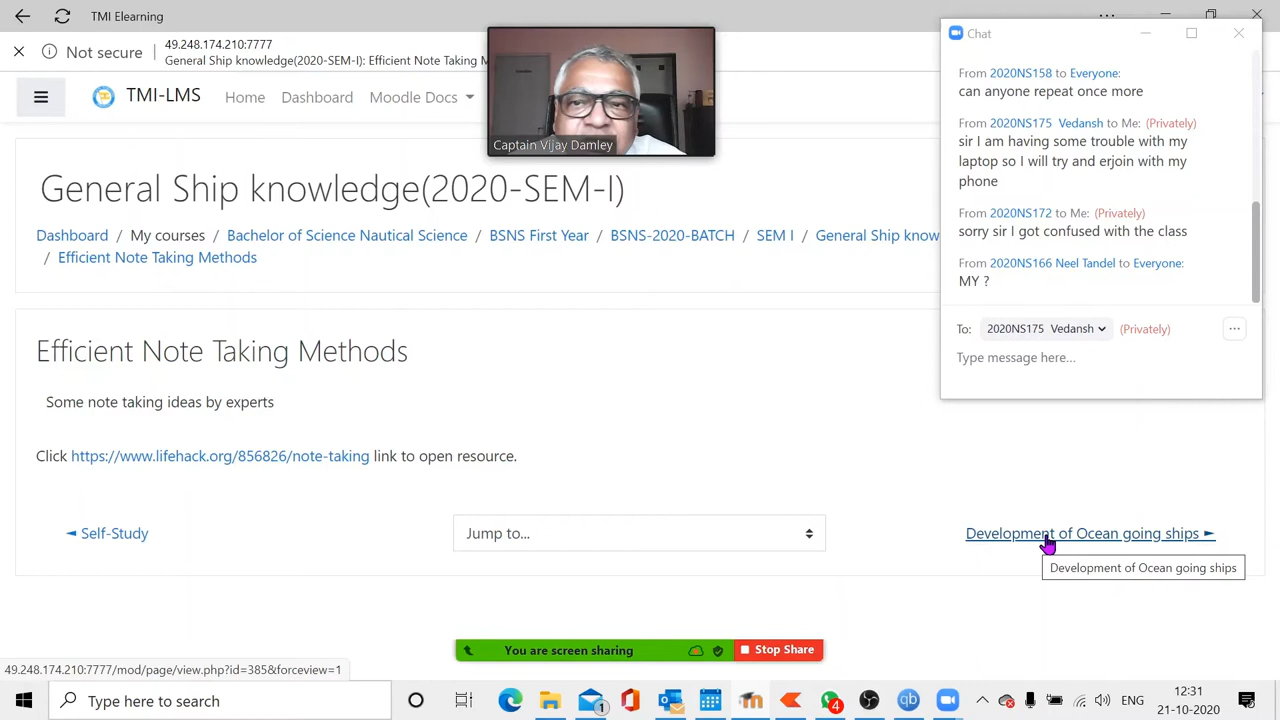 TMI Elearning
Not secure
49.248.174.210:7777
General Ship knowledge(2020-SEM-I): Efficient Note Taking M
TMI-LMS
Home
Dashboard
Moodle Docs
Captain Vijay Damley
General Ship knowledge(2020-SEM-I)
Dashboard / My courses / Bachelor of Science Nautical Science / BSNS First Year / BSNS-2020-BATCH / SEM I / General Ship know
/ Efficient Note Taking Methods
Efficient Note Taking Methods
Some note taking ideas by experts
Click https://www.lifehack.org/856826/note-taking link to open resource.
◄ Self-Study
Jump to...
Development of Ocean going ships ►
Development of Ocean going ships
Chat
From 2020NS158 to Everyone:
can anyone repeat once more
From 2020NS175 Vedansh to Me: (Privately)
sir I am having some trouble with my
laptop so I will try and erjoin with my
phone
From 2020NS172 to Me: (Privately)
sorry sir I got confused with the class
From 2020NS166 Neel Tandel to Everyone:
MY ?
To: 2020NS175 Vedansh (Privately)
Type message here...
You are screen sharing
Stop Share
49.248.174.210:7777/mod/page/view.php?id=385&forceview=1
Type here to search
1
4
qb
ENG
12:31
21-10-2020